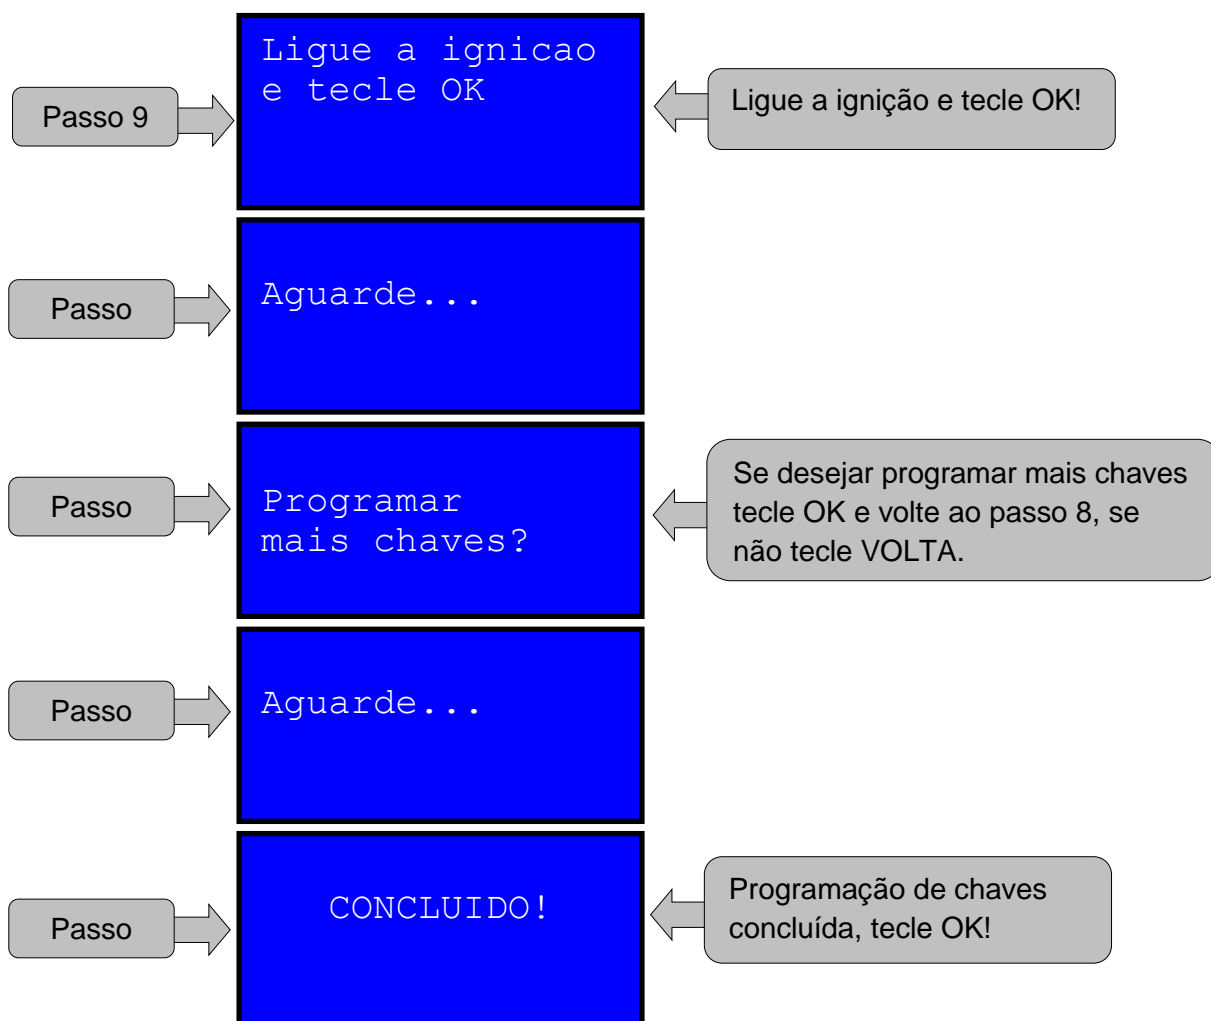 Passo 9
Ligue a ignicao
e tecle OK
Ligue a ignição e tecle OK!
Passo
Aguarde...
Passo
Programar
mais chaves?
Se desejar programar mais chaves
tecle OK e volte ao passo 8, se
não tecle VOLTA.
Passo
Aguarde...
Passo
CONCLUIDO!
Programação de chaves
concluída, tecle OK!